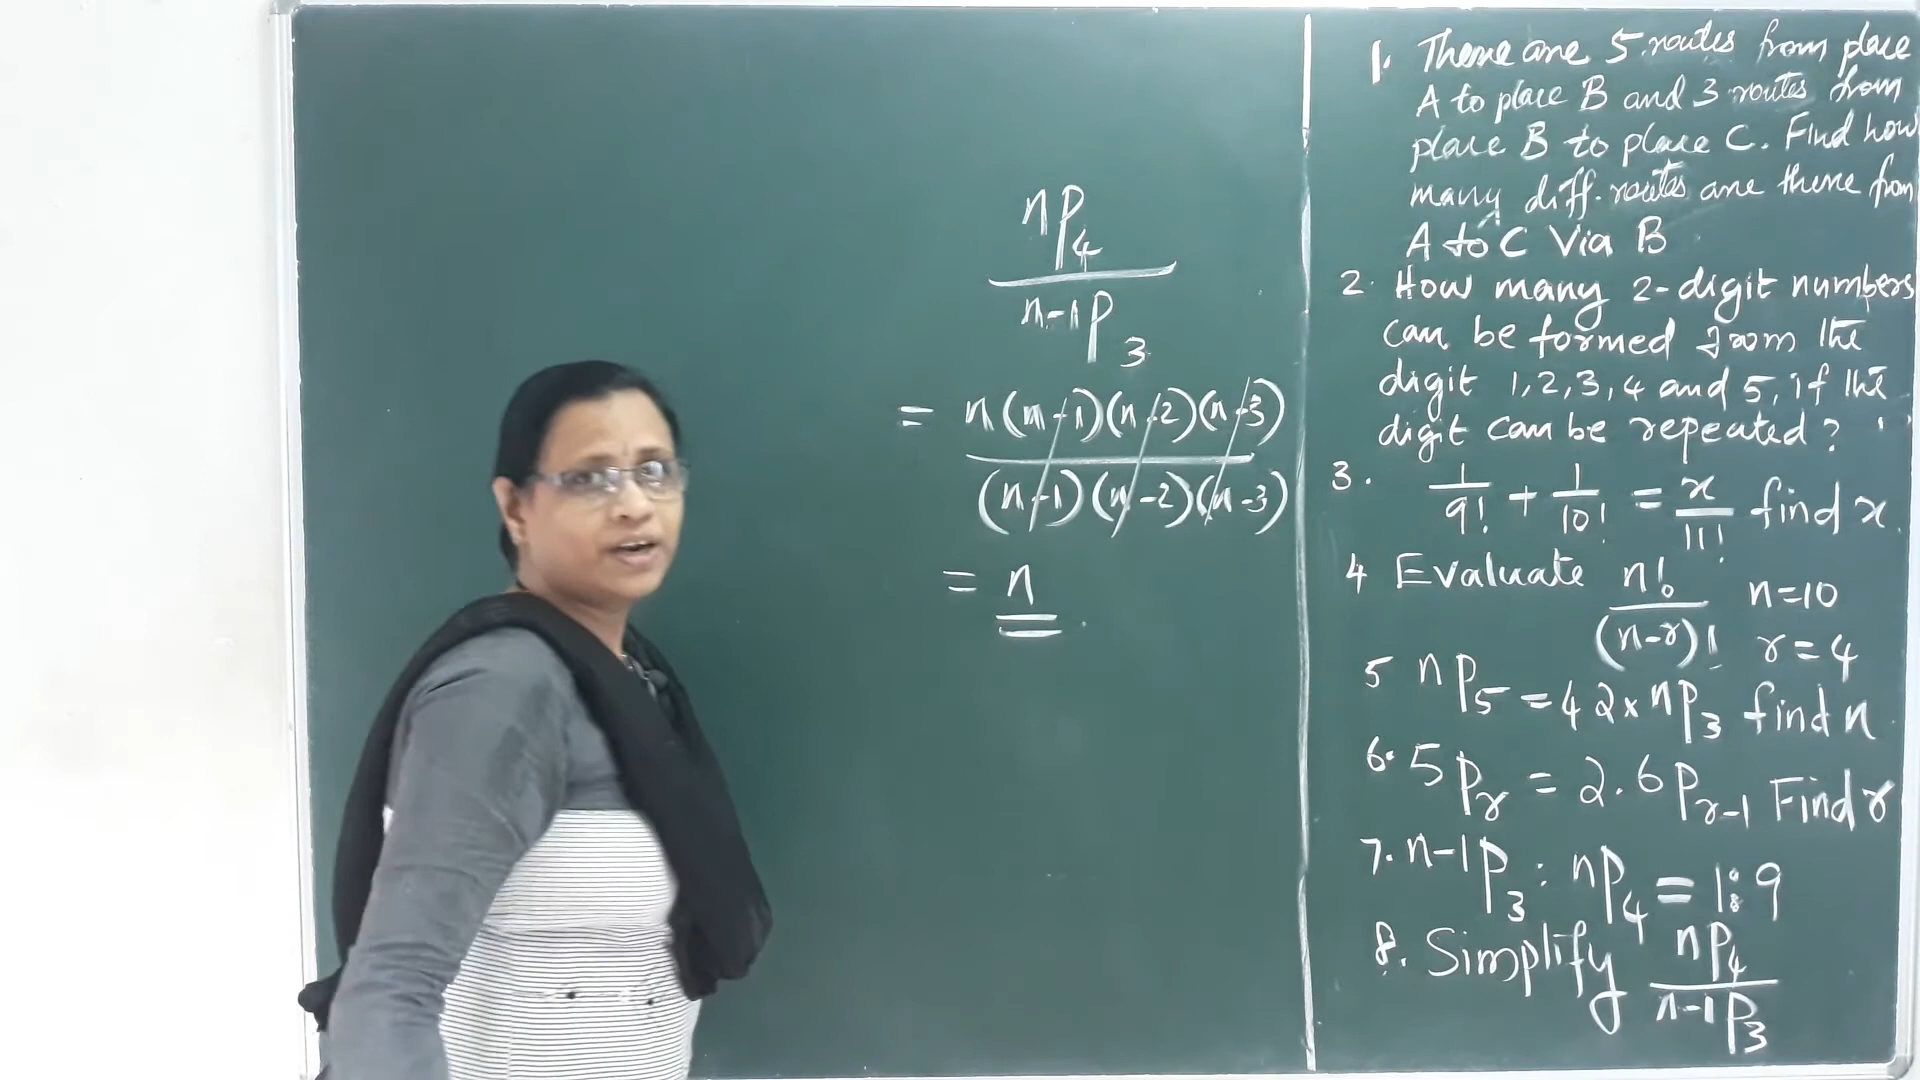 nP4
n-1P3
= n(n-1)(n-2)(n-3)
(n-1)(n-2)(n-3)
= n
1. There are 5 routes from place
A to place B and 3 routes from
place B to place C. Find how
many diff. routes are there from
A to C Via B
2. How many 2-digit numbers
can be formed from the
digit 1,2,3,4 and 5, if the
digit can be repeated?
3. 1/9! + 1/10! = x/11! find x.
4 Evaluate n!/(n-r)! n=10
r=4
5 nP5 = 42 x nP3 find n
6. 5Pr = 2.6Pr-1 Find r
7. n-1P3 : nP4 = 1:9
8. Simplify nP4
n-1P3